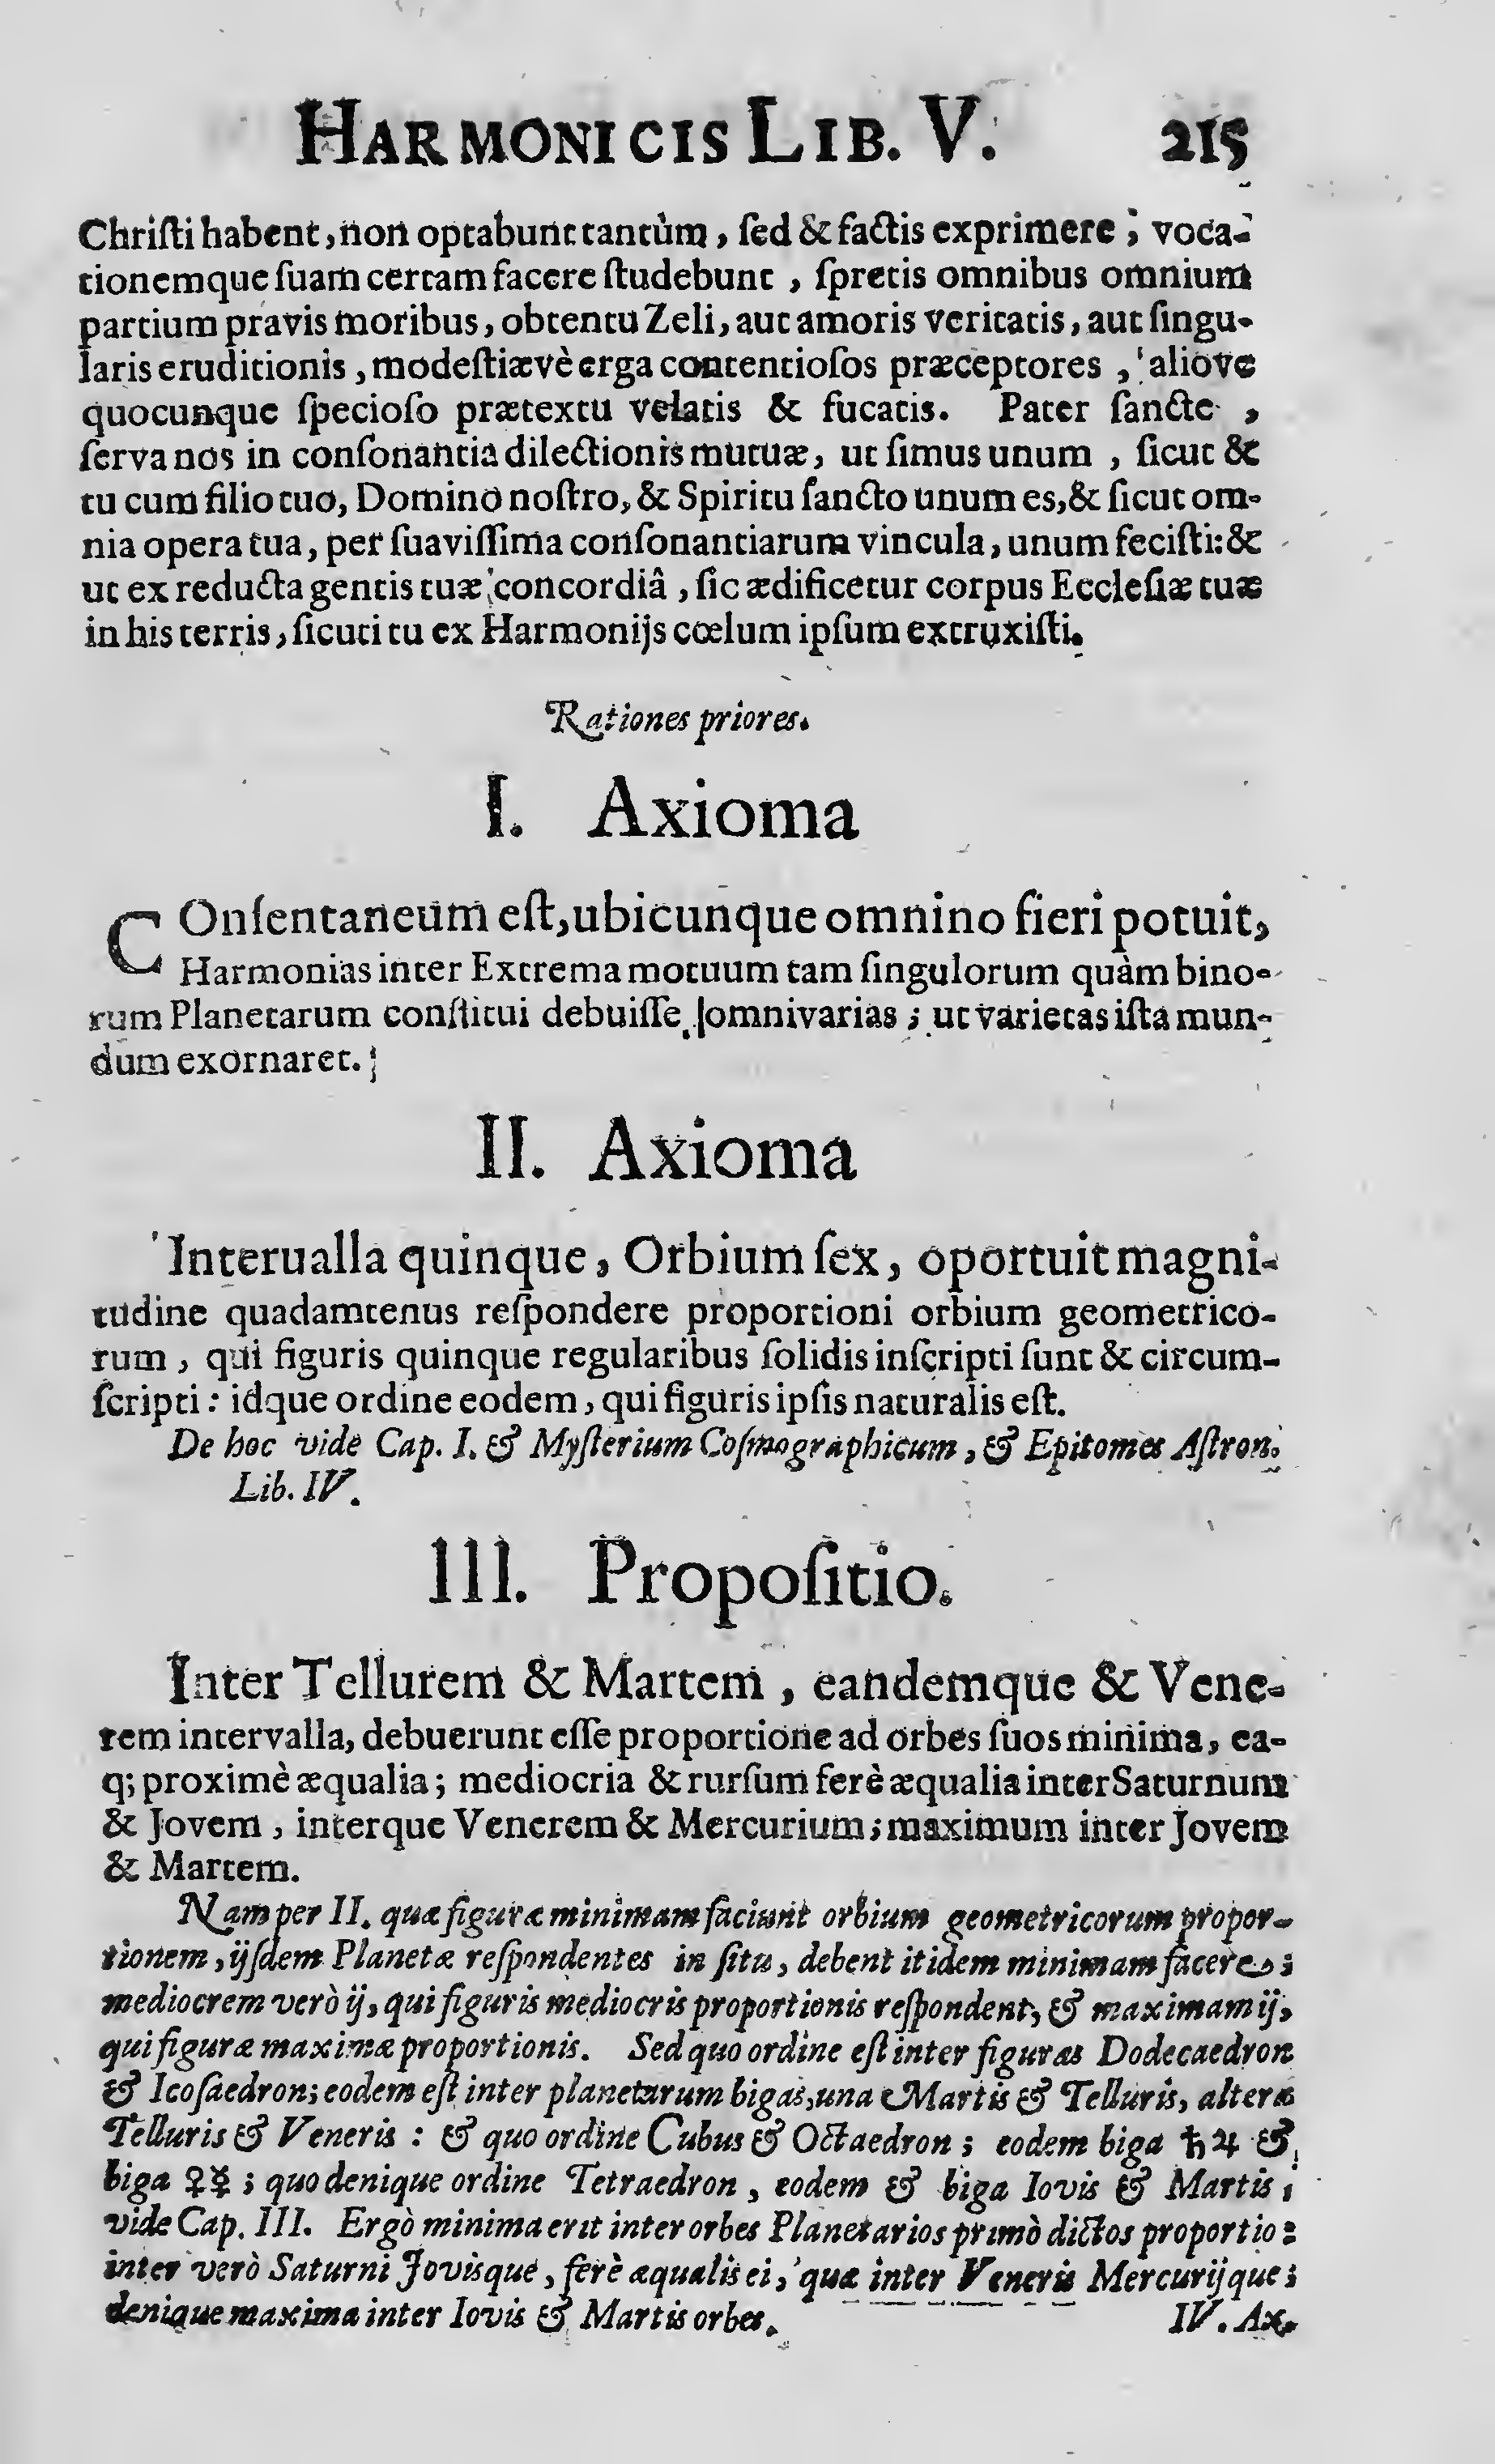 HARMONICIS LIB. V. 215
Chriſti habent, non optabunt tantùm, ſed & factis exprimere; voca-
tionemque ſuam certam facere ſtudebunt, ſpretis omnibus omnium
partium pravis moribus, obtentu Zeli, aut amoris veritatis, aut ſingu-
laris eruditionis, modeſtiævè erga contentioſos præceptores, aliove
quocunque ſpecioſo prætextu velatis & fucatis. Pater ſancte,
ſerva nos in conſonantia dilectionis mutuæ, ut ſimus unum, ſicut &
tu cum filio tuo, Domino noſtro, & Spiritu ſancto unum es, & ſicut om-
nia opera tua, per ſuaviſſima conſonantiarum vincula, unum feciſti: &
ut ex reducta gentis tuæ concordiâ, ſic ædificetur corpus Eccleſiæ tuæ
in his terris, ſicuti tu ex Harmonijs cœlum ipſum extruxiſti.
Rationes priores.
I. Axioma
COnſentaneum eſt, ubicunque omnino fieri potuit,
Harmonias inter Extrema motuum tam ſingulorum quàm bino-
rum Planetarum conſtitui debuiſſe omnivarias; ut varietas iſta mun-
dum exornaret.
II. Axioma
Interualla quinque, Orbium ſex, oportuit magni-
tudine quadamtenus reſpondere proportioni orbium geometrico-
rum, qui figuris quinque regularibus ſolidis inſcripti ſunt & circum-
ſcripti: idque ordine eodem, qui figuris ipſis naturalis eſt.
De hoc vide Cap. I. & Myſterium Coſmographicum, & Epitomes Aſtron.
Lib. IV.
III. Propoſitio.
Inter Tellurem & Martem, eandemque & Vene-
rem intervalla, debuerunt eſſe proportione ad orbes ſuos minima, ea-
q; proximè æqualia; mediocria & rurſum ferè æqualia inter Saturnum
& Jovem, interque Venerem & Mercurium; maximum inter Jovem
& Martem.
Nam per II. quæ figuræ minimam faciunt orbium geometricorum propor-
tionem, ijſdem Planetæ reſpondentes in ſitu, debent itidem minimam facere;
mediocrem verò ij, qui figuris mediocris proportionis reſpondent, & maximam ij,
qui figuræ maximæ proportionis. Sed quo ordine eſt inter figuras Dodecaedron
& Icoſaedron; eodem eſt inter planetarum bigas, una Martis & Telluris, altera
Telluris & Veneris: & quo ordine Cubus & Octaedron; eodem biga ♄♃ &
biga ♀☿; quo denique ordine Tetraedron, eodem & biga Iovis & Martis;
vide Cap. III. Ergò minima erit inter orbes Planetarios primò dictos proportio:
inter verò Saturni Jovisque, ferè æqualis ei, quæ inter Veneris Mercurijque;
denique maxima inter Iovis & Martis orbes. IV. Ax.